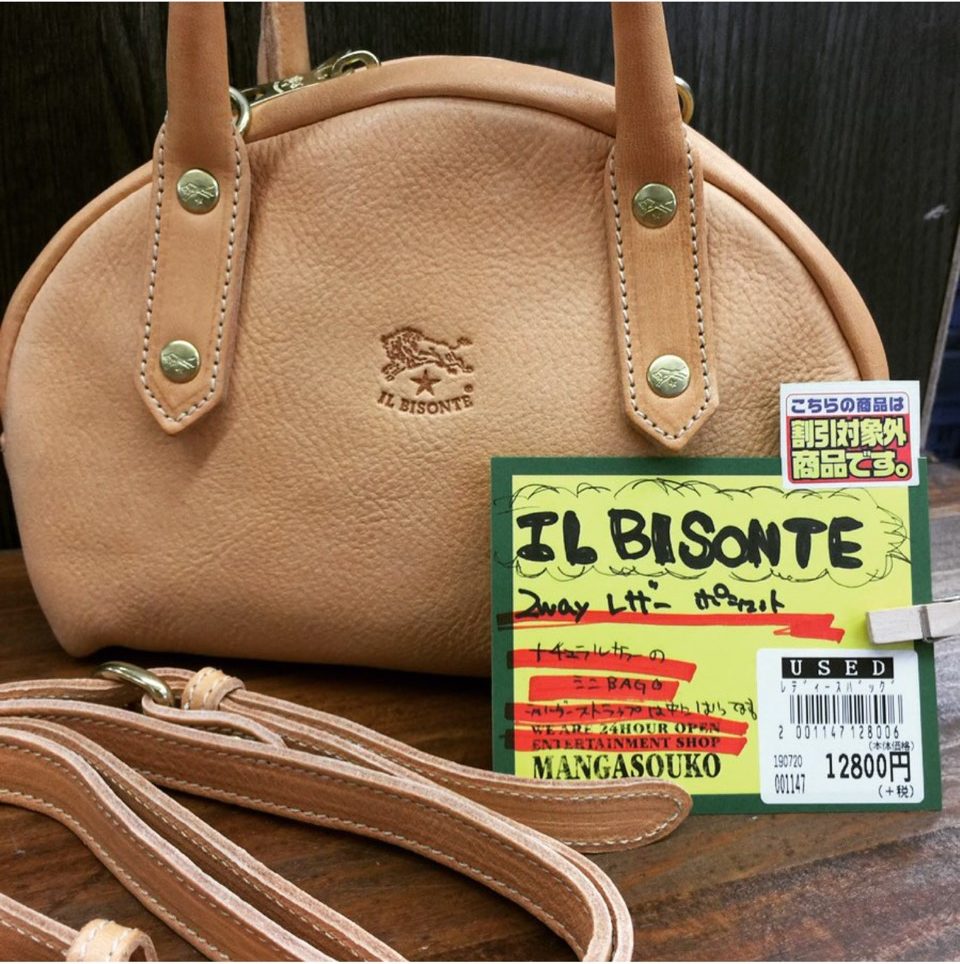 IL BISONTE®
こちらの商品は
割引対象外
商品です。
IL BISONTE
2way レザー ポシェット
ナチュラルカラーの
ミニBAG
ショルダーストラップは
WE ARE 24HOUR OPEN
ENTERTAINMENT SHOP
MANGASOUKO
USED
レディースバッグ
2 001147 128006
(本体価格)
190720
001147
12800円
(+税)